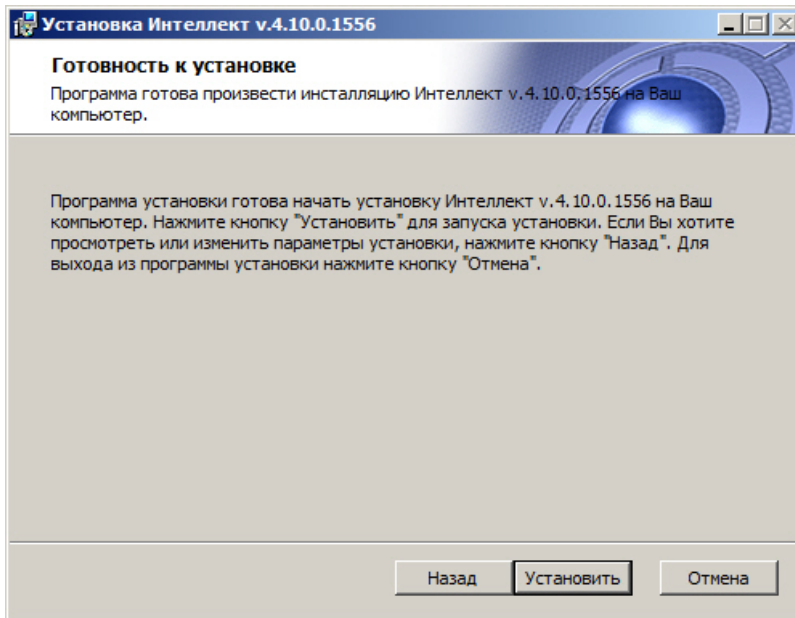 Установка Интеллект v.4.10.0.1556
Готовность к установке
Программа готова произвести инсталляцию Интеллект v.4.10.0.1556 на Ваш
компьютер.
Программа установки готова начать установку Интеллект v.4.10.0.1556 на Ваш
компьютер. Нажмите кнопку "Установить" для запуска установки. Если Вы хотите
просмотреть или изменить параметры установки, нажмите кнопку "Назад". Для
выхода из программы установки нажмите кнопку "Отмена".
Назад Установить Отмена